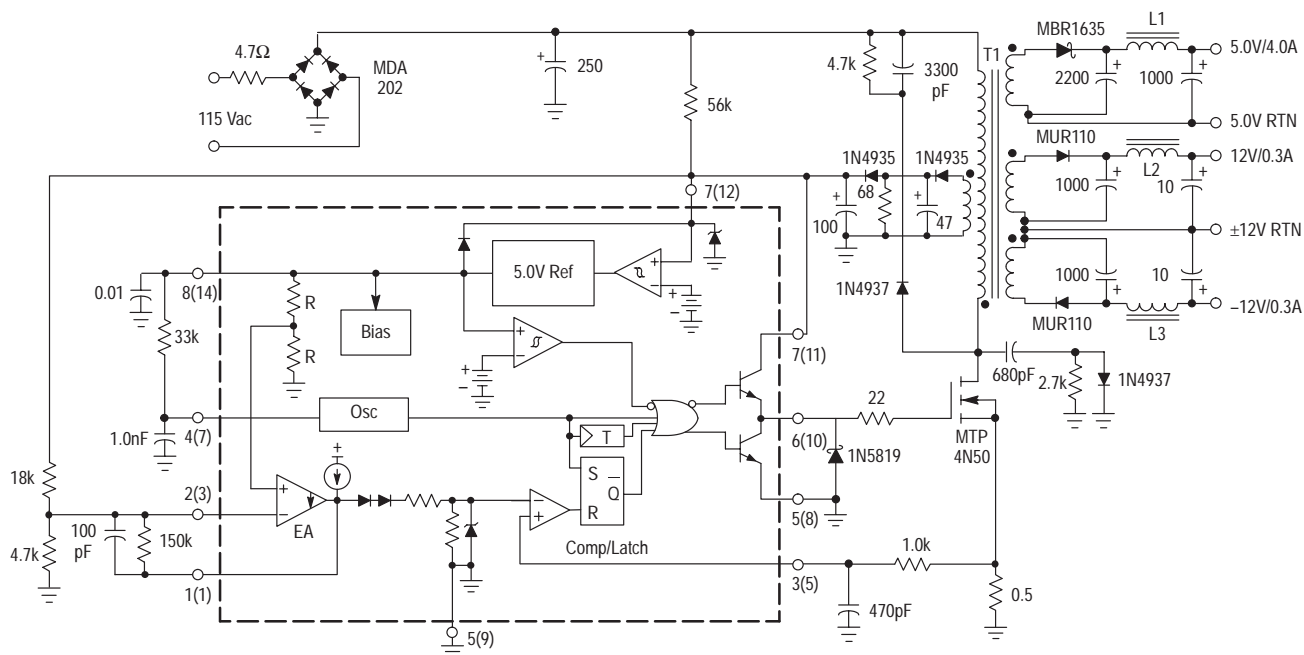 4.7Ω
MDA
202
115 Vac
+
250
56k
4.7k
3300
pF
T1
MBR1635
L1
5.0V/4.0A
+
2200
+
1000
5.0V RTN
MUR110
12V/0.3A
L2
1000
+
10
+
±12V RTN
1000
+
10
+
MUR110
L3
–12V/0.3A
1N4935
1N4935
68
+
100
+
47
7(12)
1N4937
680pF
2.7k
1N4937
0.01
8(14)
33k
R
R
Bias
5.0V Ref
+
–
+
–
+
–
+
–
7(11)
Osc
4(7)
1.0nF
T
S
Q
R
6(10)
22
1N5819
MTP
4N50
5(8)
18k
2(3)
+
–
EA
+
–
+
Comp/Latch
4.7k
100
pF
150k
1(1)
3(5)
1.0k
470pF
0.5
5(9)